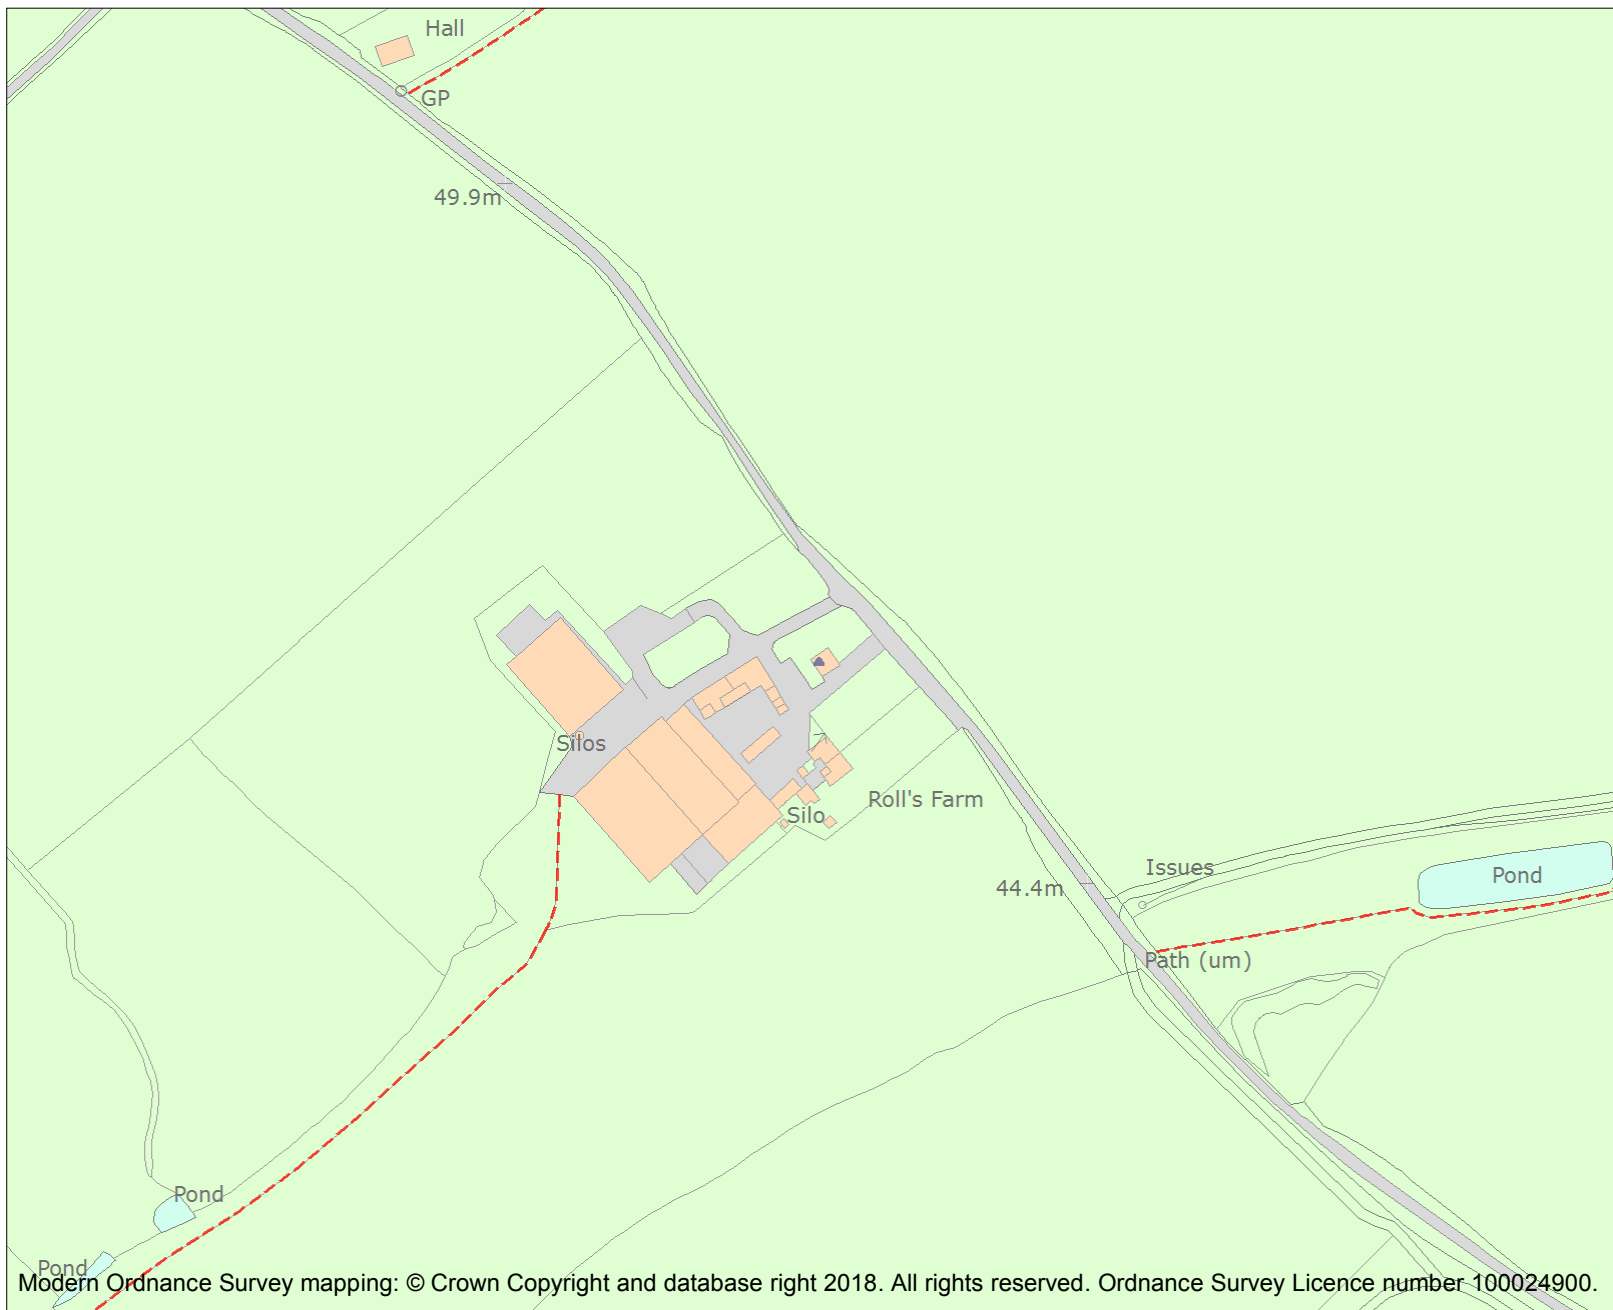 Hall
GP
49.9m
Silos
Roll's Farm
Silo
Issues
Pond
44.4m
Path (um)
Pond
Pond
Modern Ordnance Survey mapping: © Crown Copyright and database right 2018. All rights reserved. Ordnance Survey Licence number 100024900.